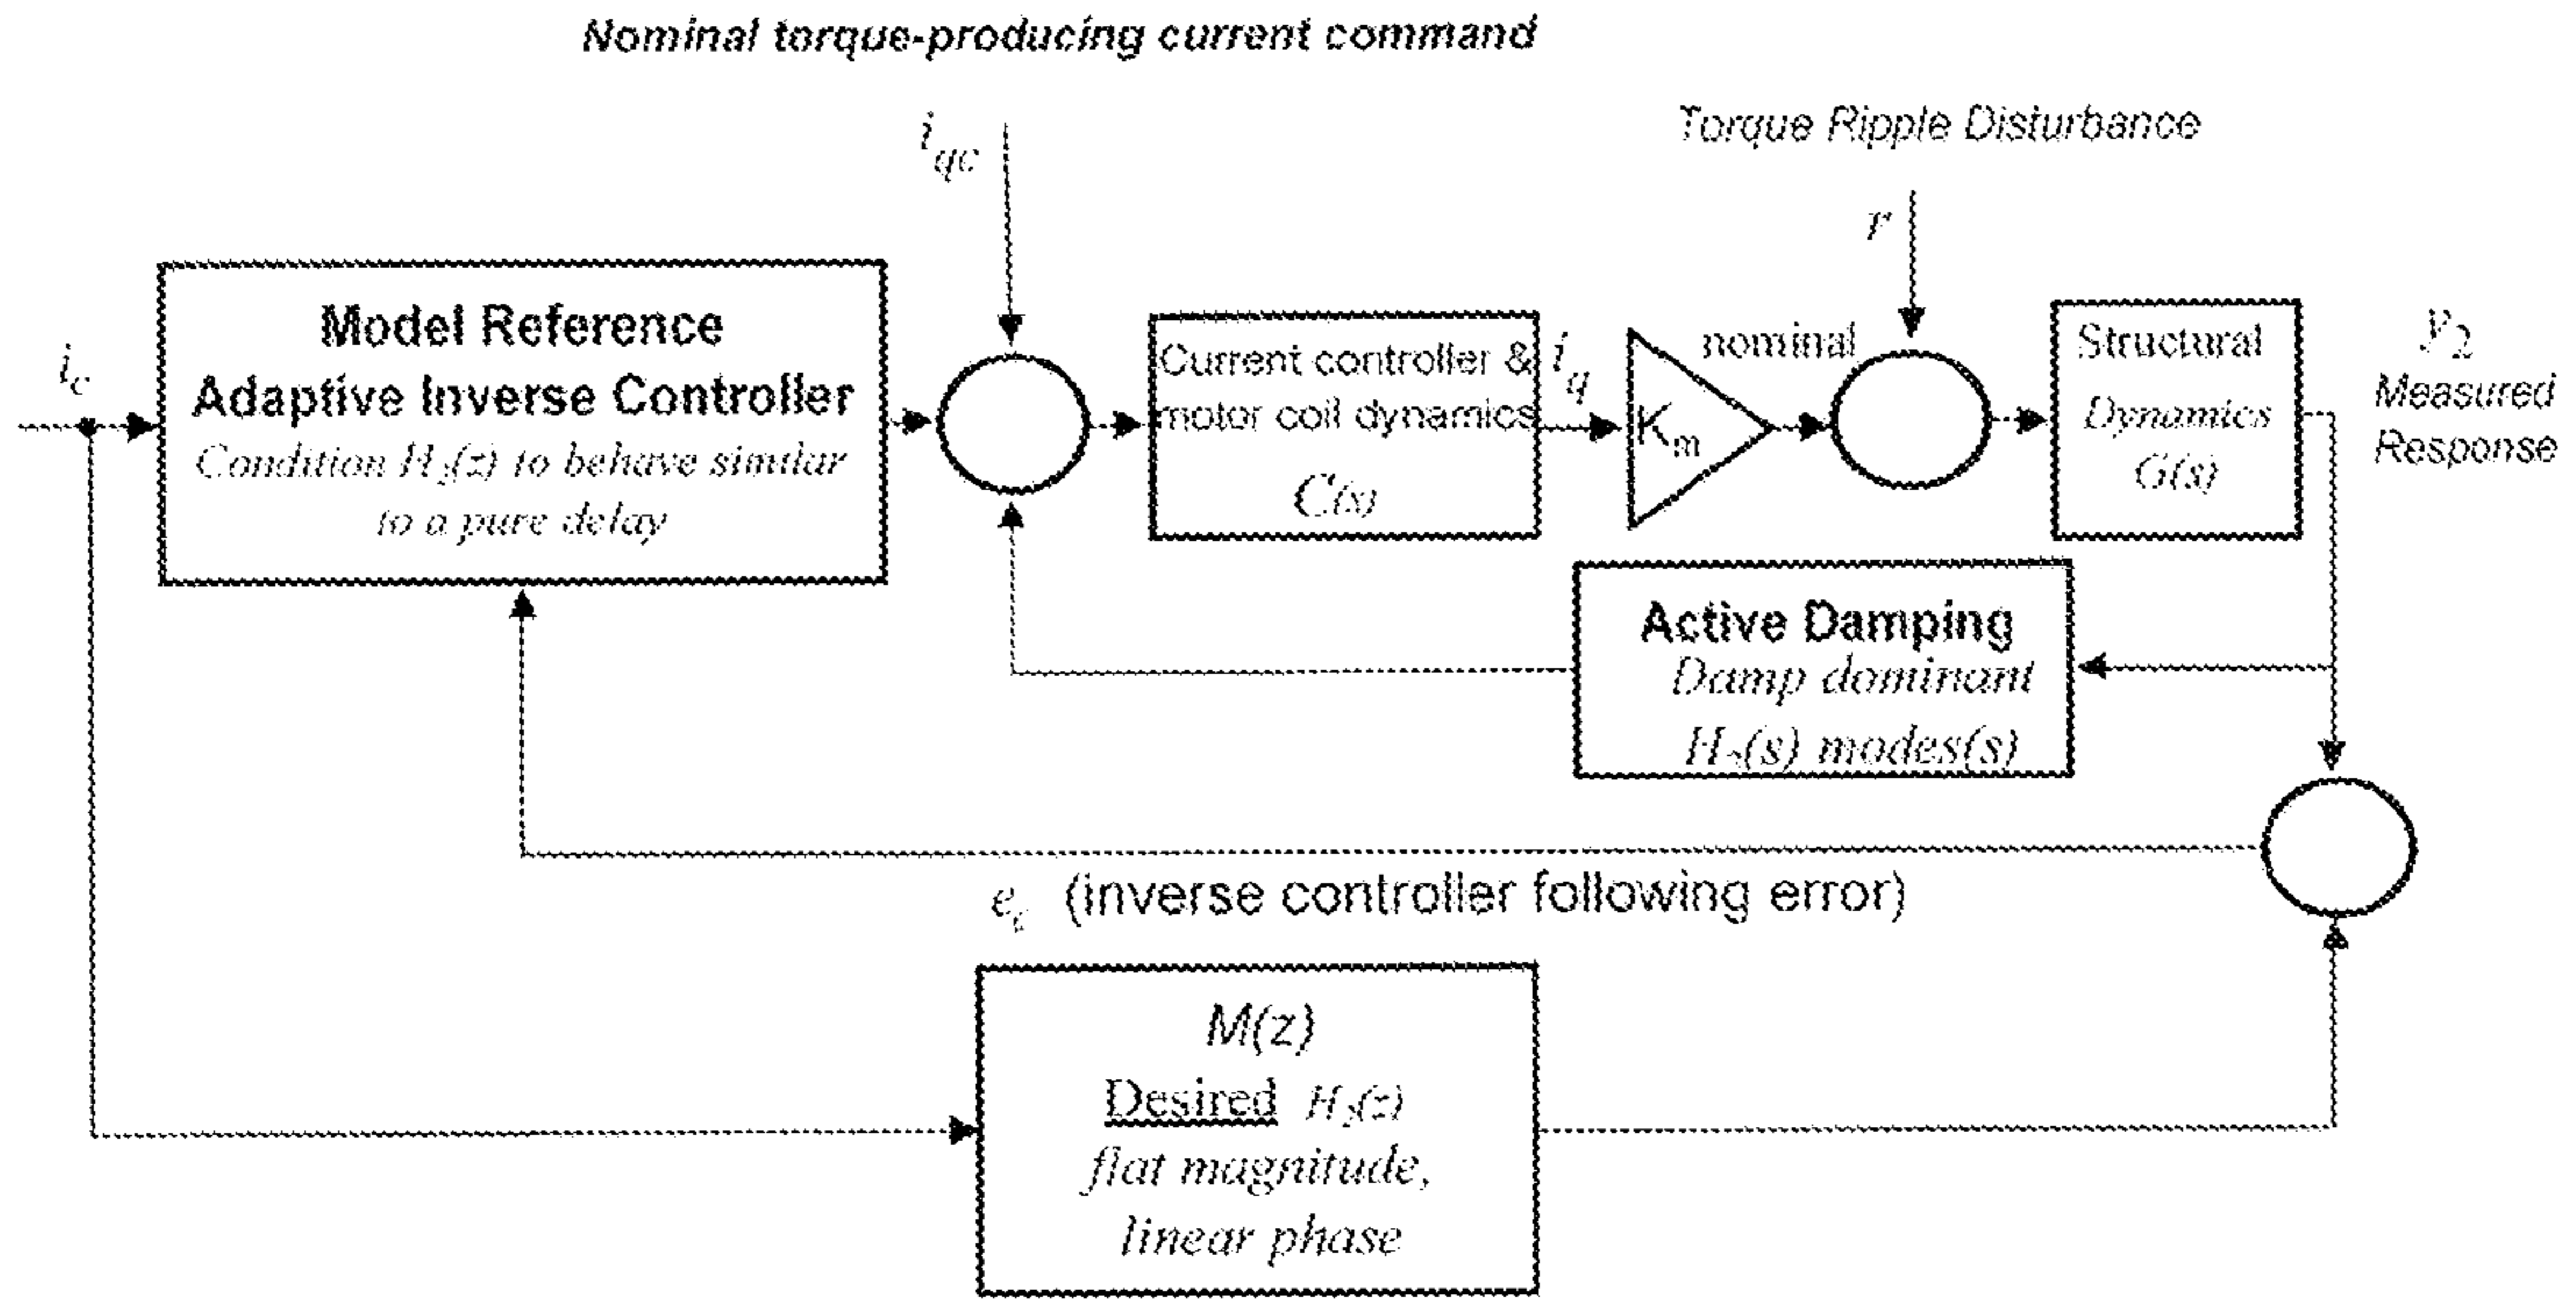 Nominal torque-producing current command
i_qc
Torque Ripple Disturbance
r
i_c
Model Reference
Adaptive Inverse Controller
Condition H_2(z) to behave similar
to a pure delay
Current controller &
motor coil dynamics
C(s)
i_q
K_m
nominal
Structural
Dynamics
G(s)
y_2
Measured
Response
Active Damping
Damp dominant
H_2(s) modes(s)
e_c (inverse controller following error)
M(z)
Desired H_2(z)
flat magnitude,
linear phase